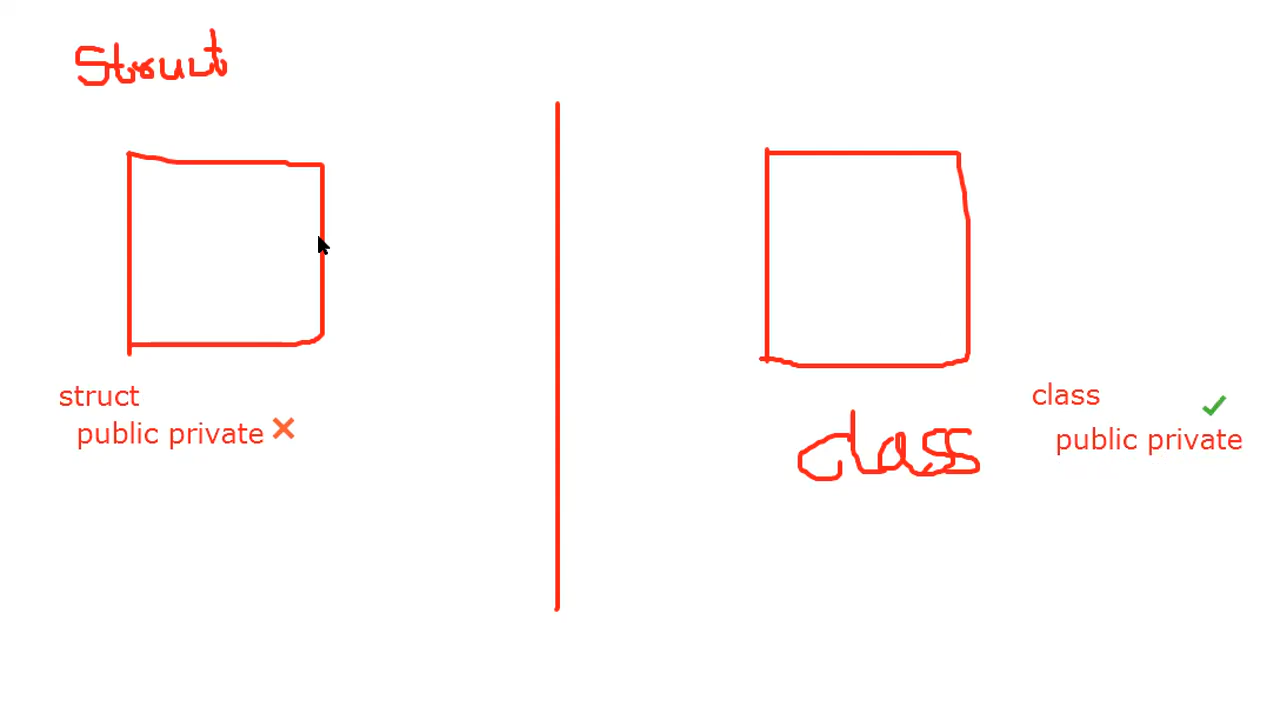 Struct
struct
public private
class
public private
class